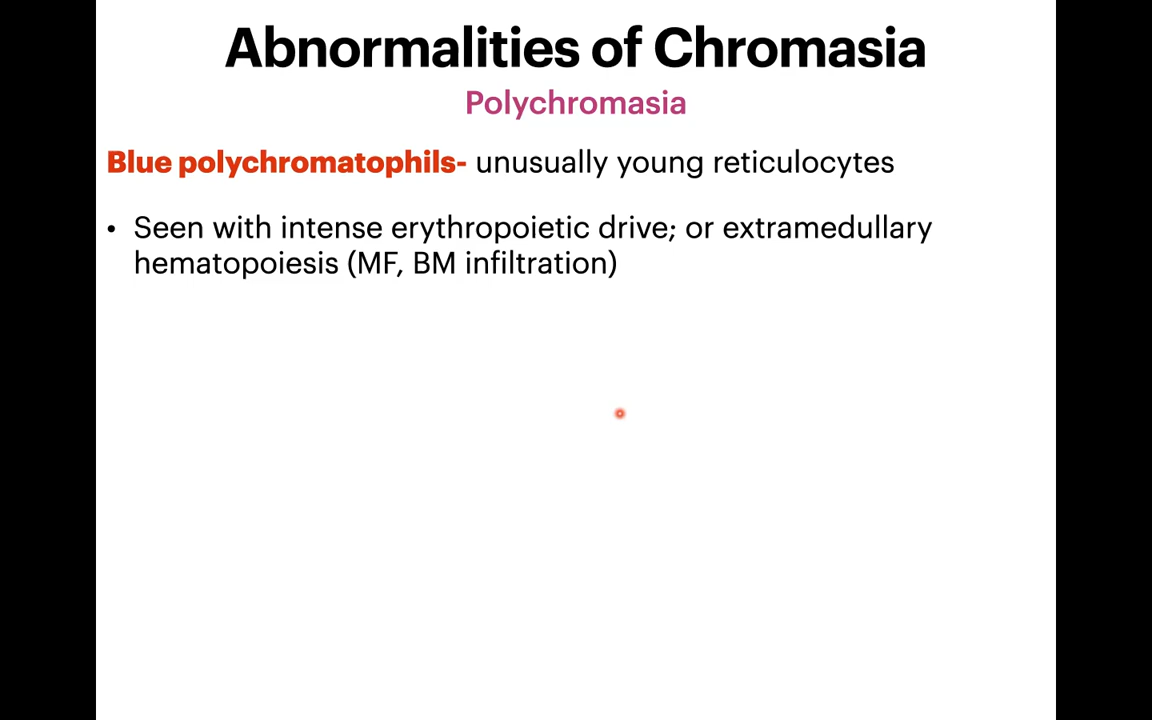 Abnormalities of Chromasia
Polychromasia
Blue polychromatophils- unusually young reticulocytes
• Seen with intense erythropoietic drive; or extramedullary
hematopoiesis (MF, BM infiltration)